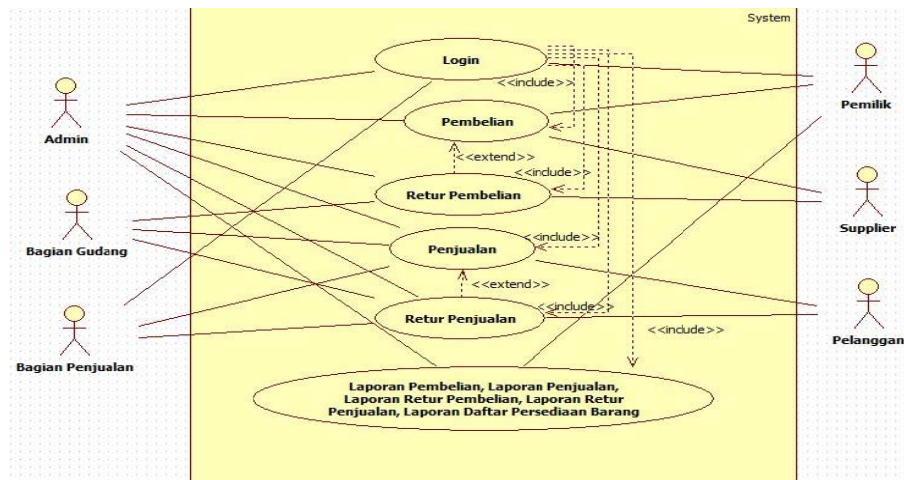 System
Login
<<include>>
Pembelian
<<extend>>
<<include>>
Retur Pembelian
Penjualan
<<include>>
<<extend>>
<<include>>
Retur Penjualan
<<include>>
Laporan Pembelian, Laporan Penjualan,
Laporan Retur Pembelian, Laporan Retur
Penjualan, Laporan Daftar Persediaan Barang
Admin
Bagian Gudang
Bagian Penjualan
Pemilik
Supplier
Pelanggan